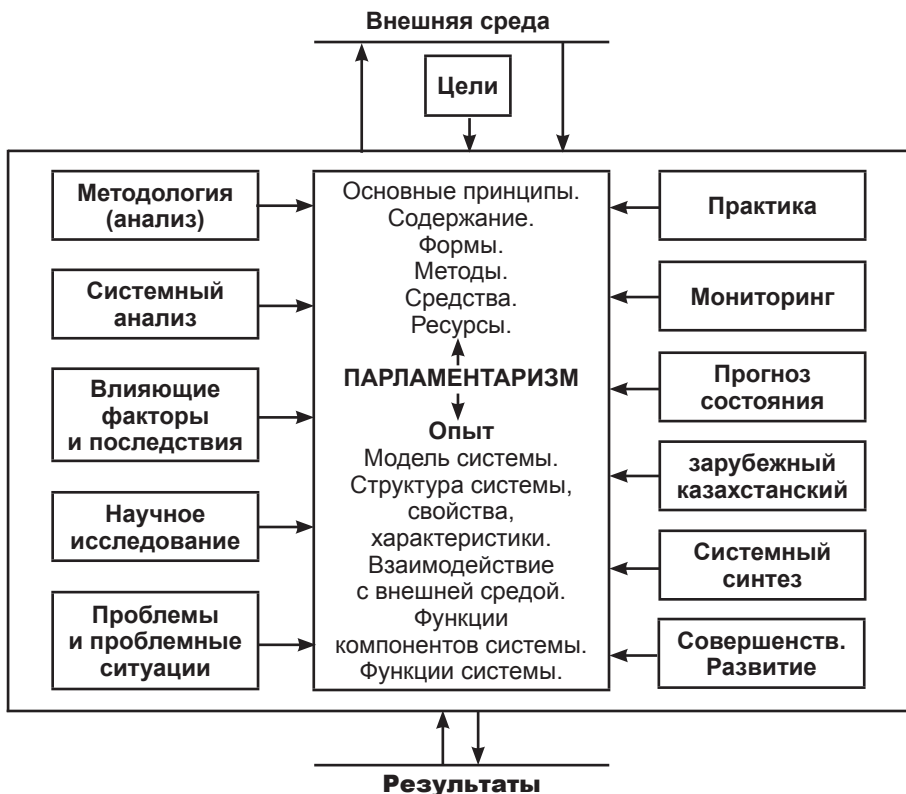 Внешняя среда
Цели
Методология
(анализ)
Системный
анализ
Влияющие
факторы
и последствия
Научное
исследование
Проблемы
и проблемные
ситуации
Основные принципы.
Содержание.
Формы.
Методы.
Средства.
Ресурсы.
ПАРЛАМЕНТАРИЗМ
Опыт
Модель системы.
Структура системы,
свойства,
характеристики.
Взаимодействие
с внешней средой.
Функции
компонентов системы.
Функции системы.
Практика
Мониторинг
Прогноз
состояния
зарубежный
казахстанский
Системный
синтез
Совершенств.
Развитие
Результаты